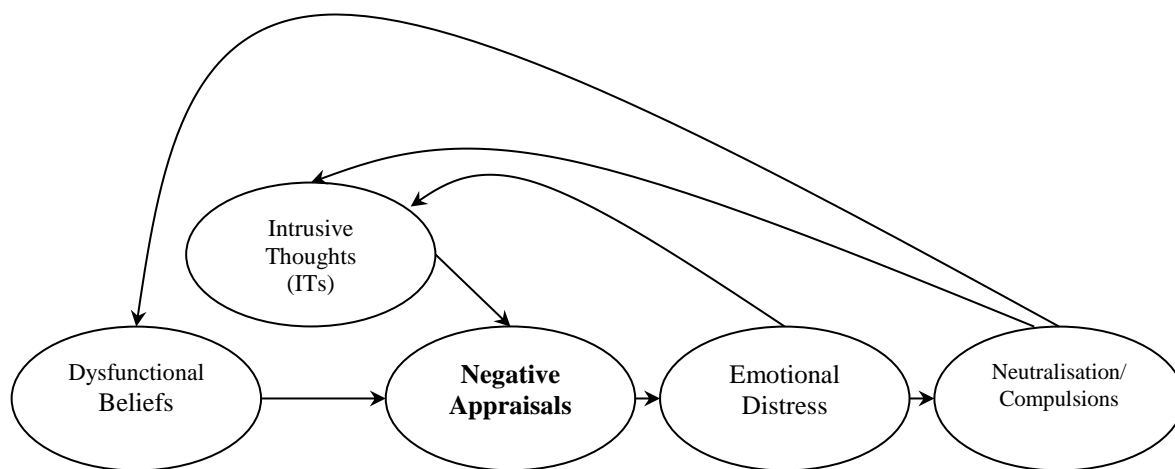 Intrusive
Thoughts
(ITs)
Dysfunctional
Beliefs
Negative
Appraisals
Emotional
Distress
Neutralisation/
Compulsions